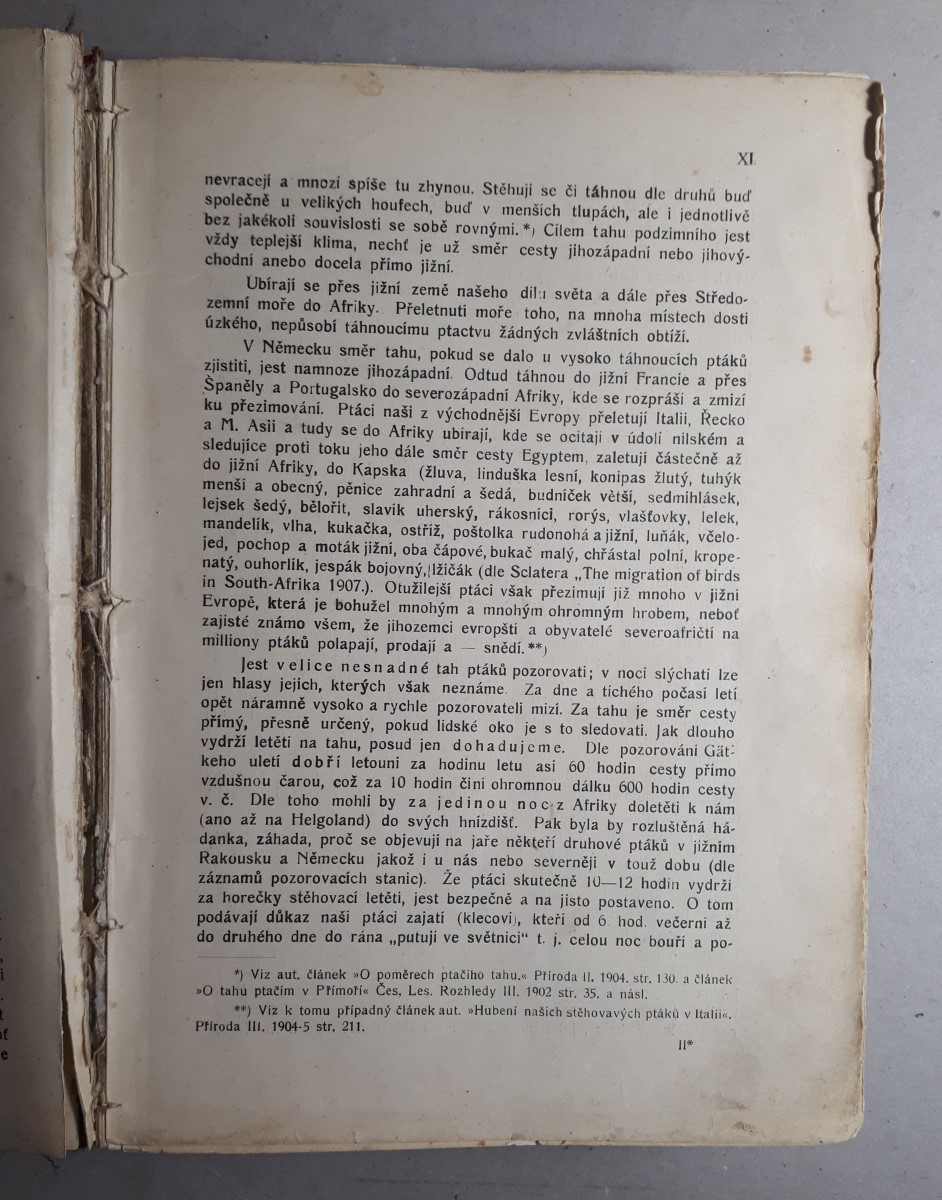 XI
nevracejí a mnozí spíše tu zhynou. Stěhují se či táhnou dle druhů buď
společně u velikých houfech, buď v menších tlupách, ale i jednotlivě
bez jakékoli souvislosti se sobě rovnými.*) Cílem tahu podzimního jest
vždy teplejší klima, nechť je už směr cesty jihozápadní nebo jihový-
chodní anebo docela přímo jižní.
Ubírají se přes jižní země našeho dílu světa a dále přes Středo-
zemní moře do Afriky. Přeletnutí moře toho, na mnoha místech dosti
úzkého, nepůsobí táhnoucímu ptactvu žádných zvláštních obtíží.
V Německu směr tahu, pokud se dalo u vysoko táhnoucích ptáků
zjistiti, jest namnoze jihozápadní. Odtud táhnou do jižní Francie a přes
Španěly a Portugalsko do severozápadní Afriky, kde se rozpráší a zmizí
ku přezimování. Ptáci naši z východnější Evropy přeletují Italii, Řecko
a M. Asii a tudy se do Afriky ubírají, kde se ocitají v údolí nilském a
sledujíce proti toku jeho dále směr cesty Egyptem, zaletují částečně až
do jižní Afriky, do Kapska (žluva, linduška lesní, konipas žlutý, tuhýk
menší a obecný, pěnice zahradní a šedá, budníček větší, sedmihlásek,
lejsek šedý, bělořit, slavík uherský, rákosníci, rorýs, vlašťovky, lelek,
mandelík, vlha, kukačka, ostříž, poštolka rudonohá a jižní, luňák, včelo-
jed, pochop a moták jižní, oba čápové, bukač malý, chřástal polní, krope-
natý, ouhorlík, jespák bojovný, lžičák (dle Sclatera „The migration of birds
in South-Afrika 1907.). Otužilejší ptáci však přezimují již mnoho v jižní
Evropě, která je bohužel mnohým a mnohým ohromným hrobem, neboť
zajisté známo všem, že jihozemci evropští a obyvatelé severoafričtí na
milliony ptáků polapají, prodají a — snědí.**)
Jest velice nesnadné tah ptáků pozorovati; v noci slýchati lze
jen hlasy jejich, kterých však neznáme. Za dne a tichého počasí letí
opět náramně vysoko a rychle pozorovateli mizí. Za tahu je směr cesty
přímý, přesně určený, pokud lidské oko je s to sledovati. Jak dlouho
vydrží letěti na tahu, posud jen dohadujeme. Dle pozorování Gät-
keho uletí dobří letouni za hodinu letu asi 60 hodin cesty přímo
vzdušnou čarou, což za 10 hodin činí ohromnou dálku 600 hodin cesty
v. č. Dle toho mohli by za jedinou noc z Afriky doletěti k nám
(ano až na Helgoland) do svých hnízdišť. Pak byla by rozluštěná há-
danka, záhada, proč se objevují na jaře někteří druhové ptáků v jižním
Rakousku a Německu jakož i u nás nebo severněji v touž dobu (dle
záznamů pozorovacích stanic). Že ptáci skutečně 10—12 hodin vydrží
za horečky stěhovací letěti, jest bezpečně a na jisto postaveno. O tom
podávají důkaz naši ptáci zajatí (klecoví), kteří od 6 hod. večerní až
do druhého dne do rána „putují ve světnici“ t. j. celou noc bouří a po-
*) Viz aut. článek »O poměrech ptačího tahu.« Příroda II. 1904. str. 130. a článek
»O tahu ptačím v Přímoří« Čes, Les. Rozhledy III. 1902 str. 35. a násl.
**) Viz k tomu případný článek aut. »Hubení našich stěhovavých ptáků v Italii«.
Příroda III. 1904-5 str. 211.
II*